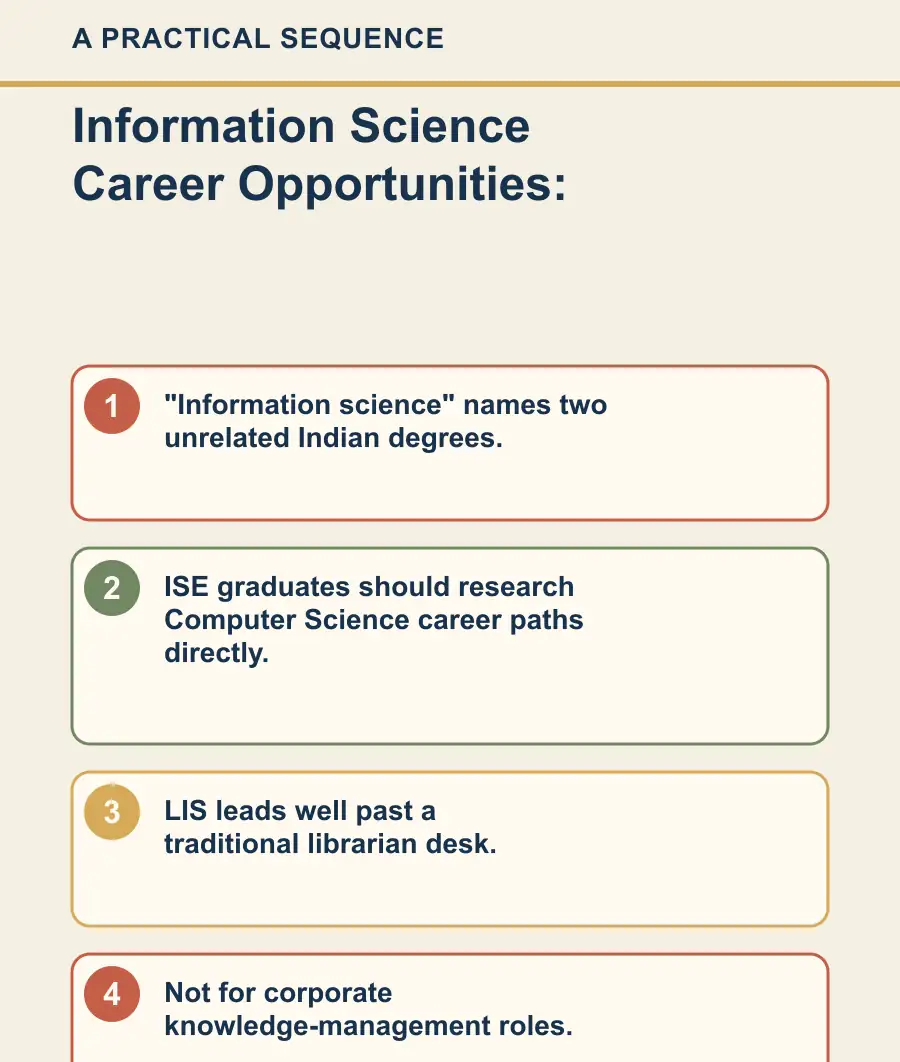 A PRACTICAL SEQUENCE
Information Science
Career Opportunities:
1
"Information science" names two
unrelated Indian degrees.
2
ISE graduates should research
Computer Science career paths
directly.
3
LIS leads well past a
traditional librarian desk.
4
Not for corporate
knowledge-management roles.